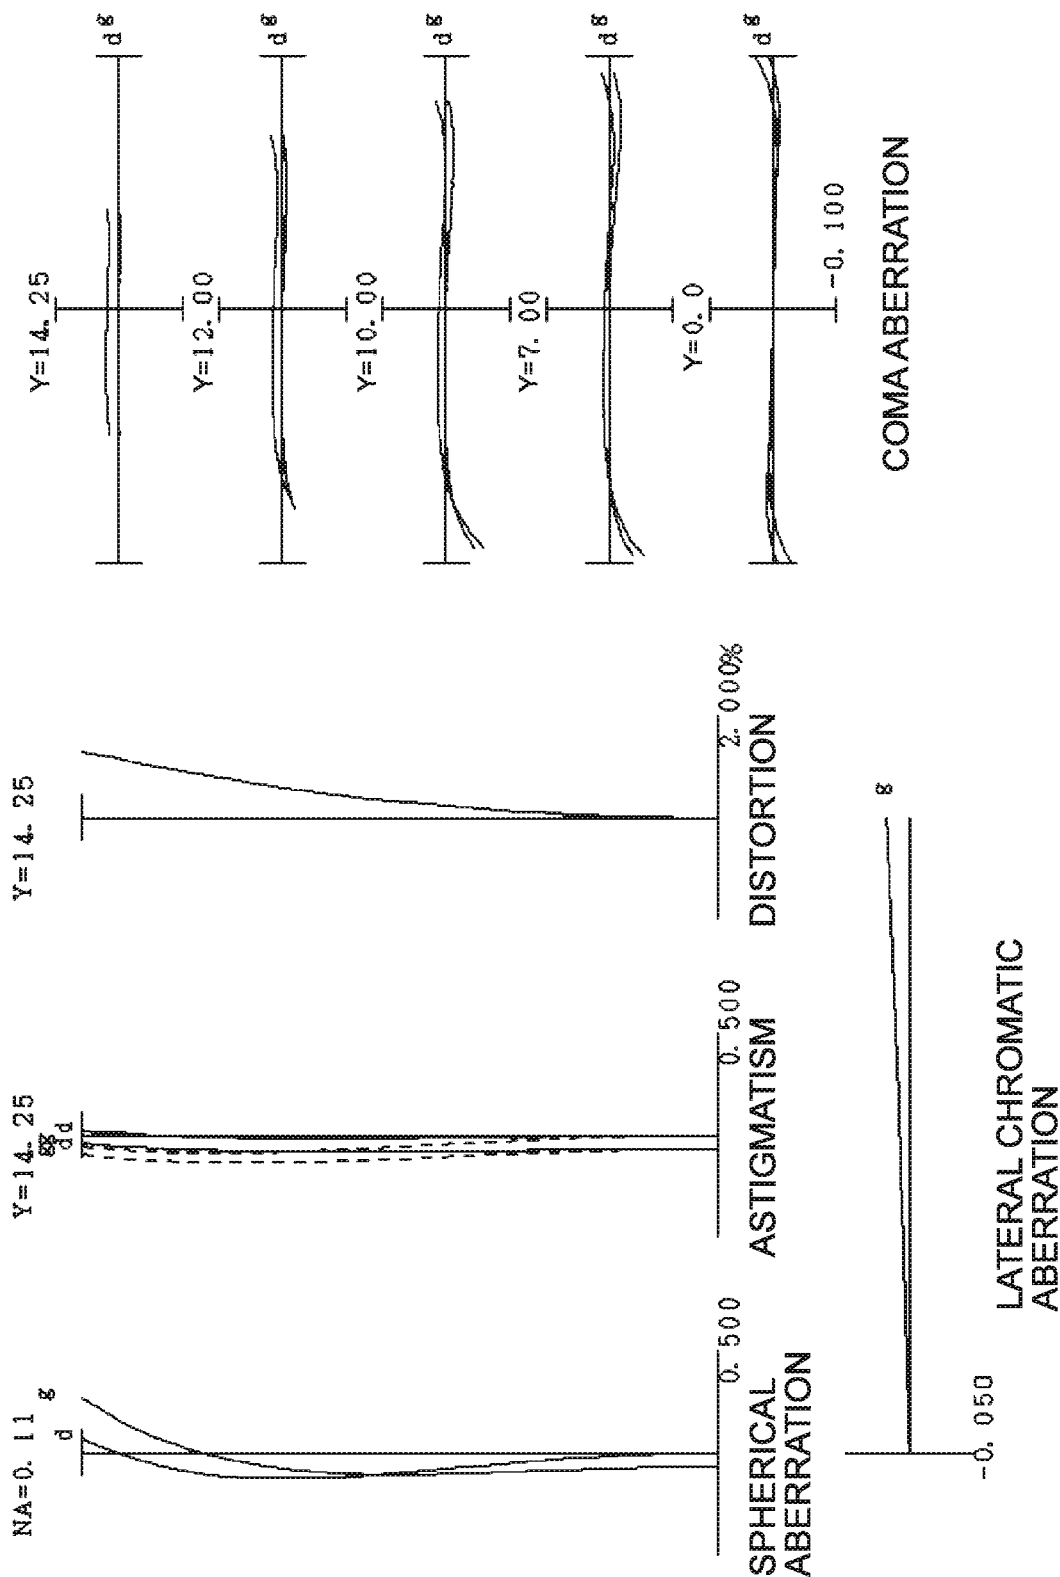 NA=0. 11
d
g
0. 500
SPHERICAL
ABERRATION
Y=14. 25
g
g
d
d
0. 500
ASTIGMATISM
Y=14. 25
2. 000%
DISTORTION
Y=14. 25
d
g
Y=12. 00
d
g
Y=10. 00
d
g
Y=7. 00
d
g
Y=0. 0
d
g
-0. 100
COMA ABERRATION
g
-0. 050
LATERAL CHROMATIC
ABERRATION